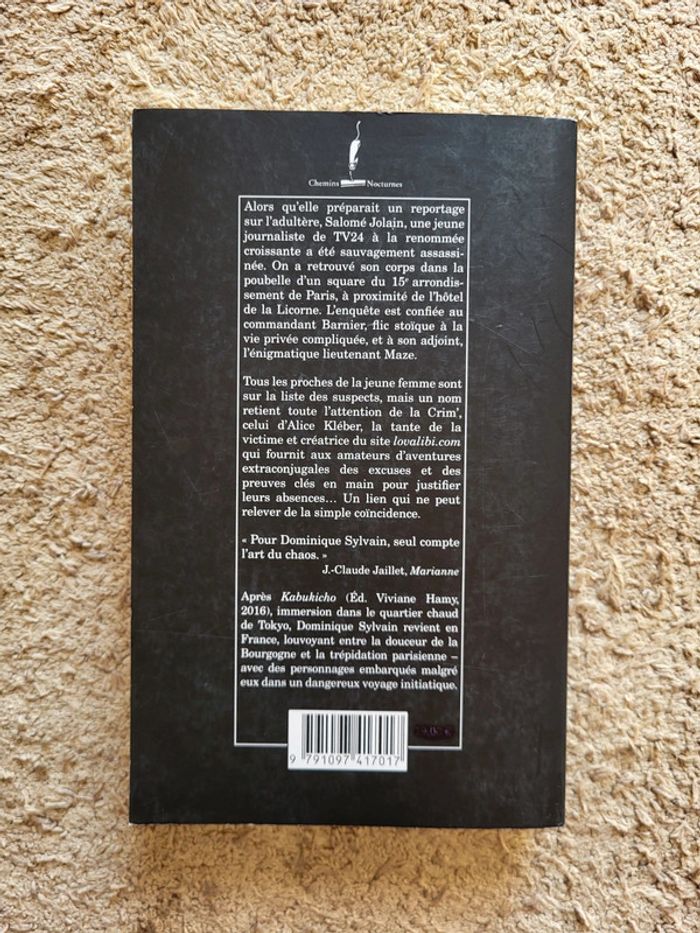 Chemins Nocturnes
Alors qu'elle préparait un reportage
sur l'adultère, Salomé Jolain, une jeune
journaliste de TV24 à la renommée
croissante a été sauvagement assassi-
née. On a retrouvé son corps dans la
poubelle d'un square du 15e arrondis-
sement de Paris, à proximité de l'hôtel
de la Licorne. L'enquête est confiée au
commandant Barnier, flic stoïque à la
vie privée compliquée, et à son adjoint,
l'énigmatique lieutenant Maze.
Tous les proches de la jeune femme sont
sur la liste des suspects, mais un nom
retient toute l'attention de la Crim',
celui d'Alice Kléber, la tante de la
victime et créatrice du site lovalibi.com
qui fournit aux amateurs d'aventures
extraconjugales des excuses et des
preuves clés en main pour justifier
leurs absences... Un lien qui ne peut
relever de la simple coïncidence.
« Pour Dominique Sylvain, seul compte
l'art du chaos. »
J.-Claude Jaillet, Marianne
Après Kabukicho (Éd. Viviane Hamy,
2016), immersion dans le quartier chaud
de Tokyo, Dominique Sylvain revient en
France, louvoyant entre la douceur de la
Bourgogne et la trépidation parisienne –
avec des personnages embarqués malgré
eux dans un dangereux voyage initiatique.
9 791097 417017